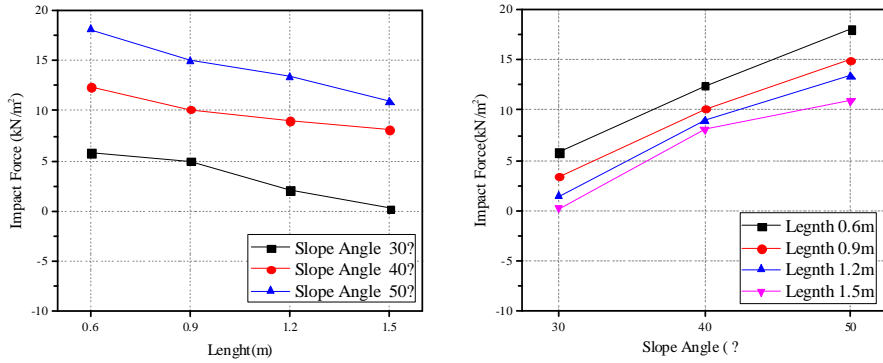 20
15
10
5
0
-5
-10
Impact Force (kN/m²)
0.6 0.9 1.2 1.5
Lenght(m)
Slope Angle 30?
Slope Angle 40?
Slope Angle 50?
20
15
10
5
0
-5
-10
Impact Force(kN/m²)
30 40 50
Slope Angle ( ?
Legnth 0.6m
Legnth 0.9m
Legnth 1.2m
Legnth 1.5m